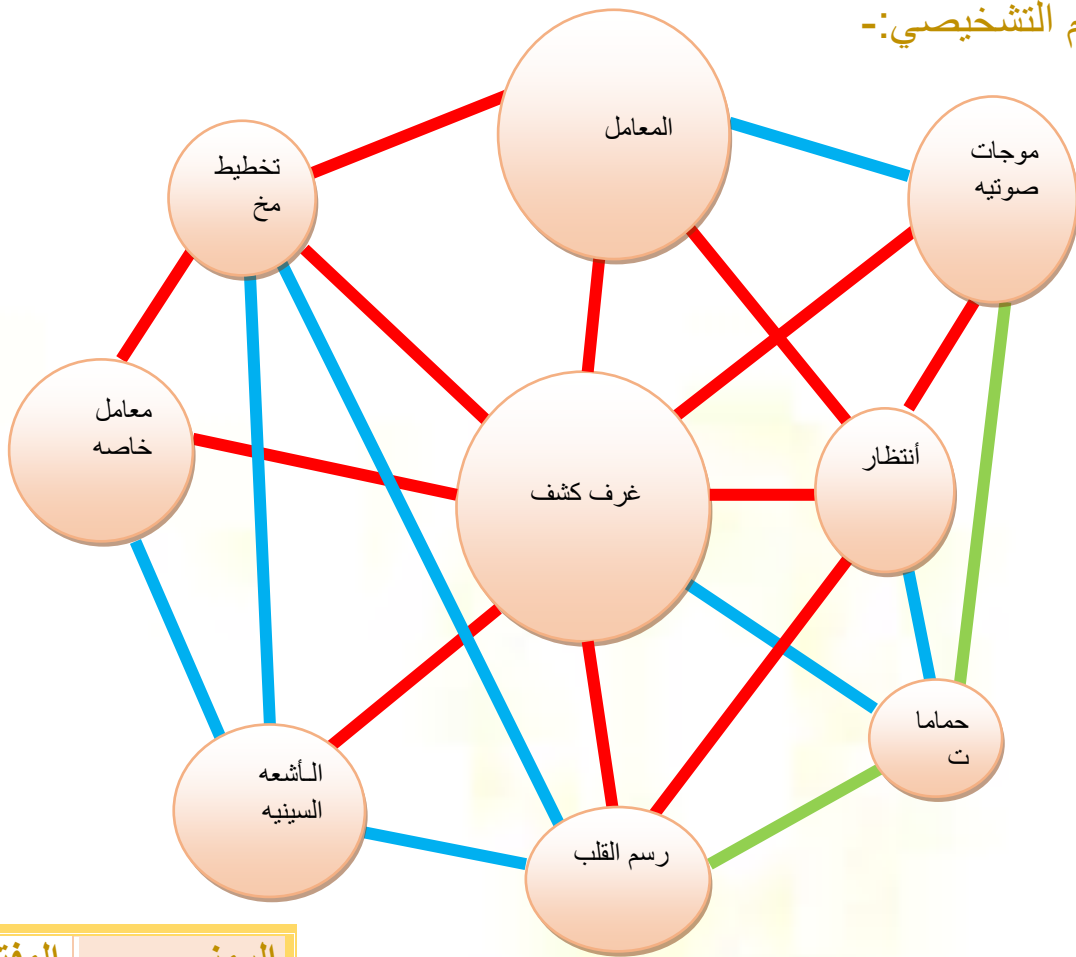 م التشخيصي:-
المعامل
موجات
صوتيه
تخطيط
مخ
معامل
خاصه
غرف كشف
أنتظار
حماما
ت
الـأشعه
السينيه
رسم القلب